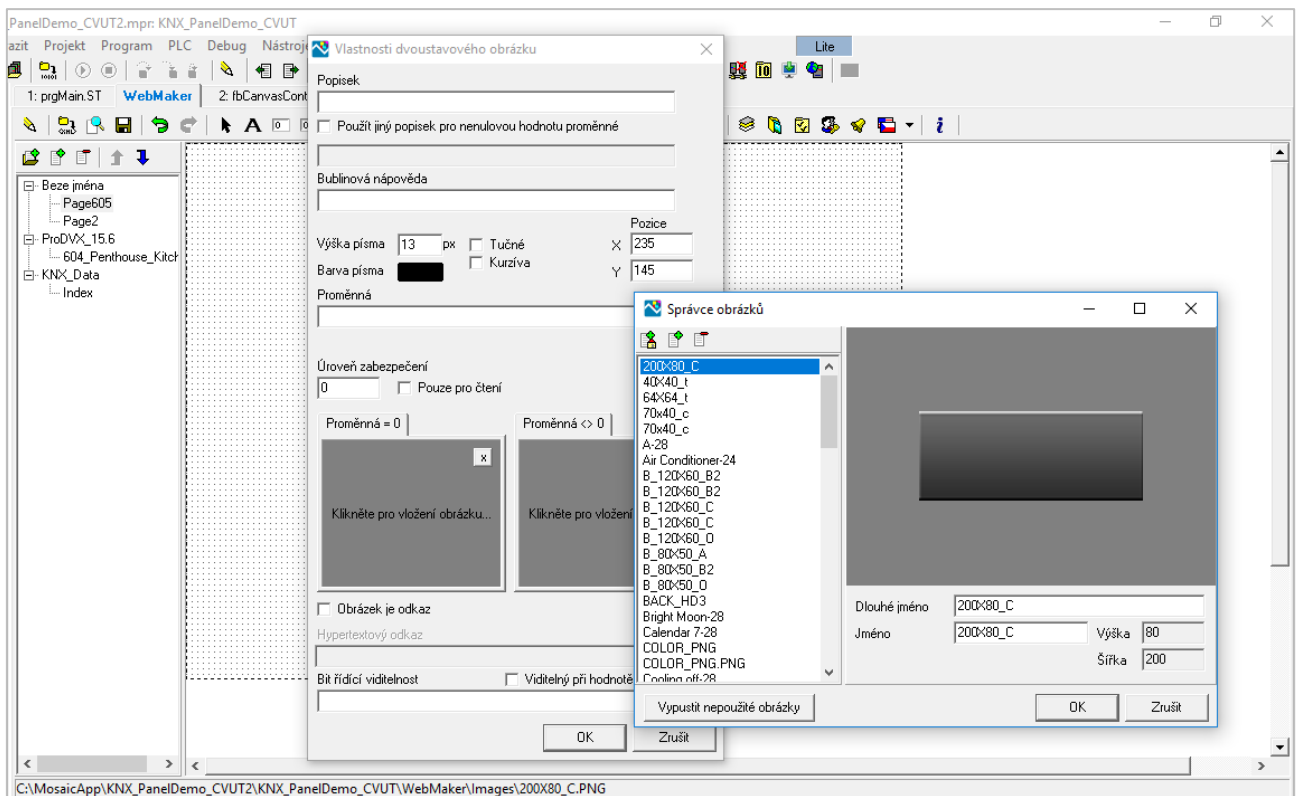 PanelDemo_CVUT2.mpr: KNX_PanelDemo_CVUT
azit Projekt Program PLC Debug Nástroj
Lite
1: prgMain.ST WebMaker 2: fbCanvasCont
Beze jména
Page605
Page2
ProDVX_15.6
604_Penthouse_Kitch
KNX_Data
Index
Vlastnosti dvoustavového obrázku
Popisek
Použít jiný popisek pro nenulovou hodnotu proměnné
Bublinová nápověda
Pozice
Výška písma 13 px Tučné X 235
Kurzíva
Barva písma Y 145
Proměnná
Úroveň zabezpečení
0 Pouze pro čtení
Proměnná = 0 Proměnná <> 0
x
Klikněte pro vložení obrázku... Klikněte pro vložení
Obrázek je odkaz
Hypertextový odkaz
Bit řídící viditelnost Viditelný při hodnotě
OK Zrušit
Správce obrázků
200X80_C
40X40_t
64X64_t
70x40_c
70x40_c
A-28
Air Conditioner-24
B_120X60_B2
B_120X60_B2
B_120X60_C
B_120X60_C
B_120X60_O
B_80X50_A
B_80X50_B2
B_80X50_O
BACK_HD3
Bright Moon-28
Calendar 7-28
COLOR_PNG
COLOR_PNG.PNG
Cooling off-28
Dlouhé jméno 200X80_C
Jméno 200X80_C Výška 80
Šířka 200
Vypustit nepoužité obrázky OK Zrušit
C:\MosaicApp\KNX_PanelDemo_CVUT2\KNX_PanelDemo_CVUT\WebMaker\Images\200X80_C.PNG